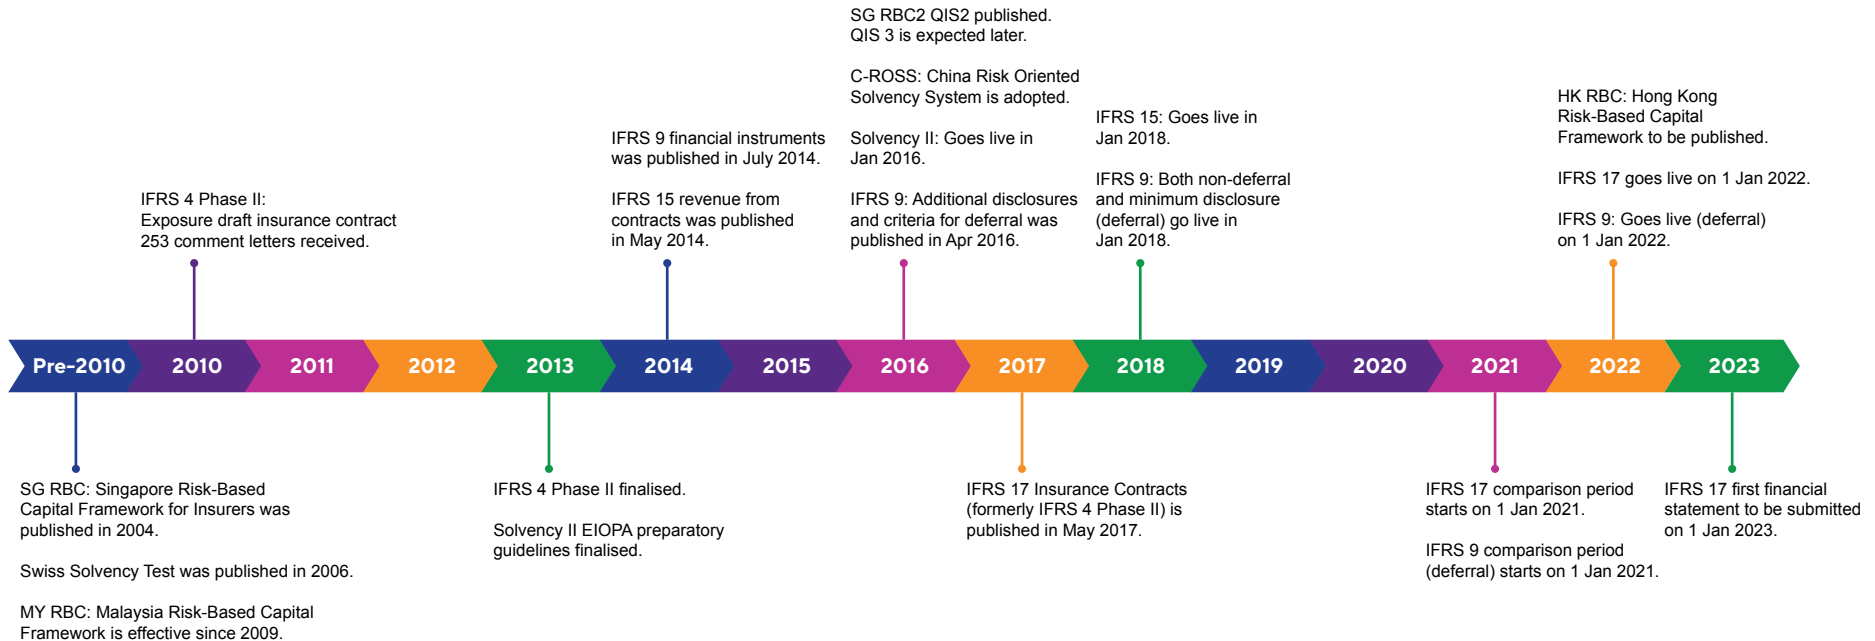 SG RBC2 QIS2 published.
QIS 3 is expected later.
C-ROSS: China Risk Oriented
Solvency System is adopted.
Solvency II: Goes live in
Jan 2016.
IFRS 9: Additional disclosures
and criteria for deferral was
published in Apr 2016.
IFRS 4 Phase II:
Exposure draft insurance contract
253 comment letters received.
IFRS 9 financial instruments
was published in July 2014.
IFRS 15 revenue from
contracts was published
in May 2014.
IFRS 15: Goes live in
Jan 2018.
IFRS 9: Both non-deferral
and minimum disclosure
(deferral) go live in
Jan 2018.
HK RBC: Hong Kong
Risk-Based Capital
Framework to be published.
IFRS 17 goes live on 1 Jan 2022.
IFRS 9: Goes live (deferral)
on 1 Jan 2022.
Pre-2010
2010
2011
2012
2013
2014
2015
2016
2017
2018
2019
2020
2021
2022
2023
SG RBC: Singapore Risk-Based
Capital Framework for Insurers was
published in 2004.
Swiss Solvency Test was published in 2006.
MY RBC: Malaysia Risk-Based Capital
Framework is effective since 2009.
IFRS 4 Phase II finalised.
Solvency II EIOPA preparatory
guidelines finalised.
IFRS 17 Insurance Contracts
(formerly IFRS 4 Phase II) is
published in May 2017.
IFRS 17 comparison period
starts on 1 Jan 2021.
IFRS 9 comparison period
(deferral) starts on 1 Jan 2021.
IFRS 17 first financial
statement to be submitted
on 1 Jan 2023.